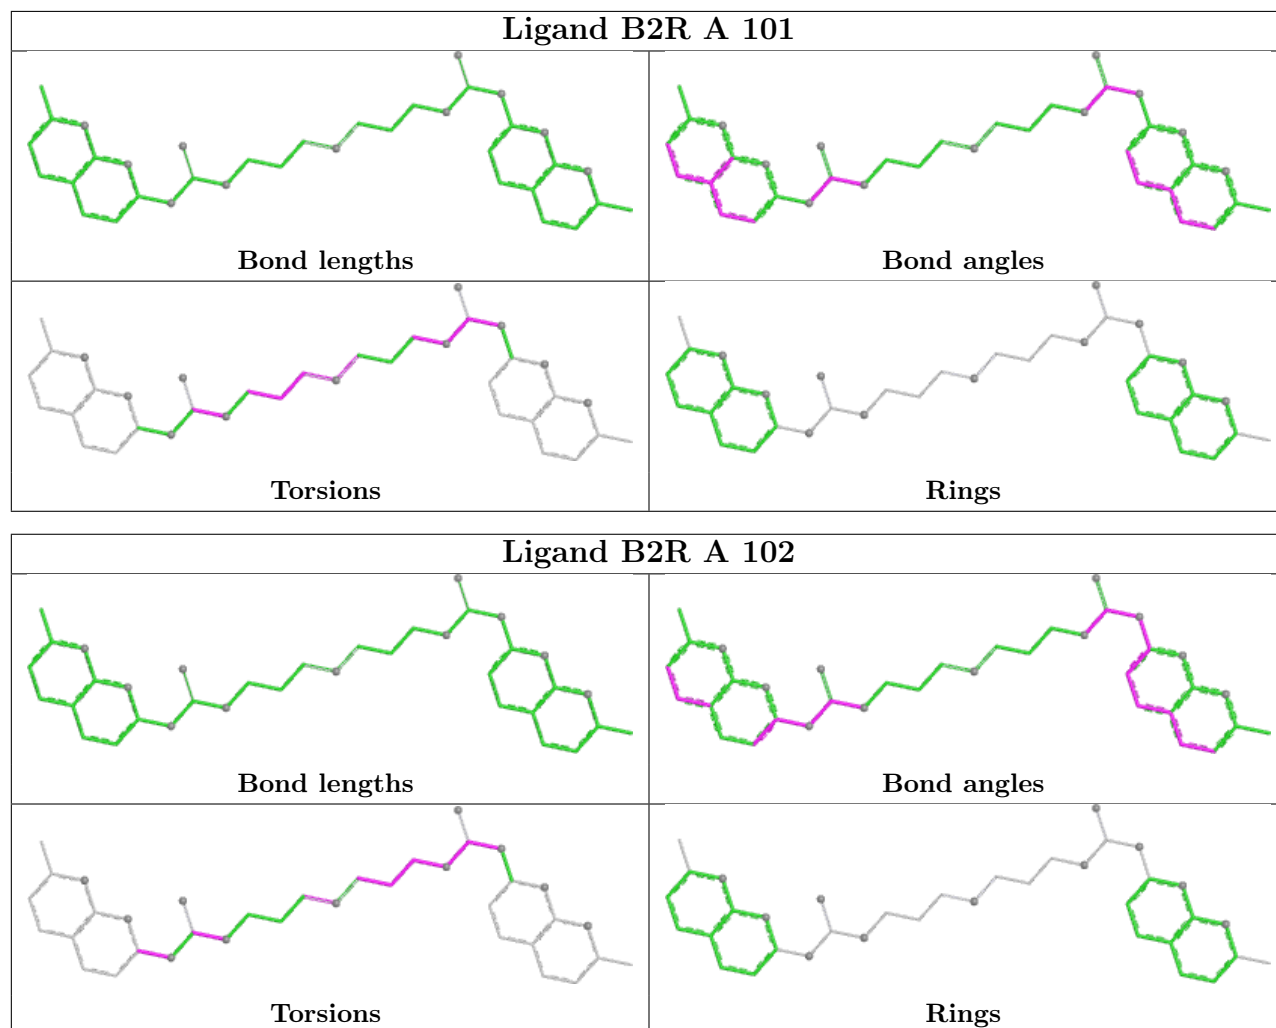 Ligand B2R A 101
Bond lengths
Bond angles
Torsions
Rings
Ligand B2R A 102
Bond lengths
Bond angles
Torsions
Rings